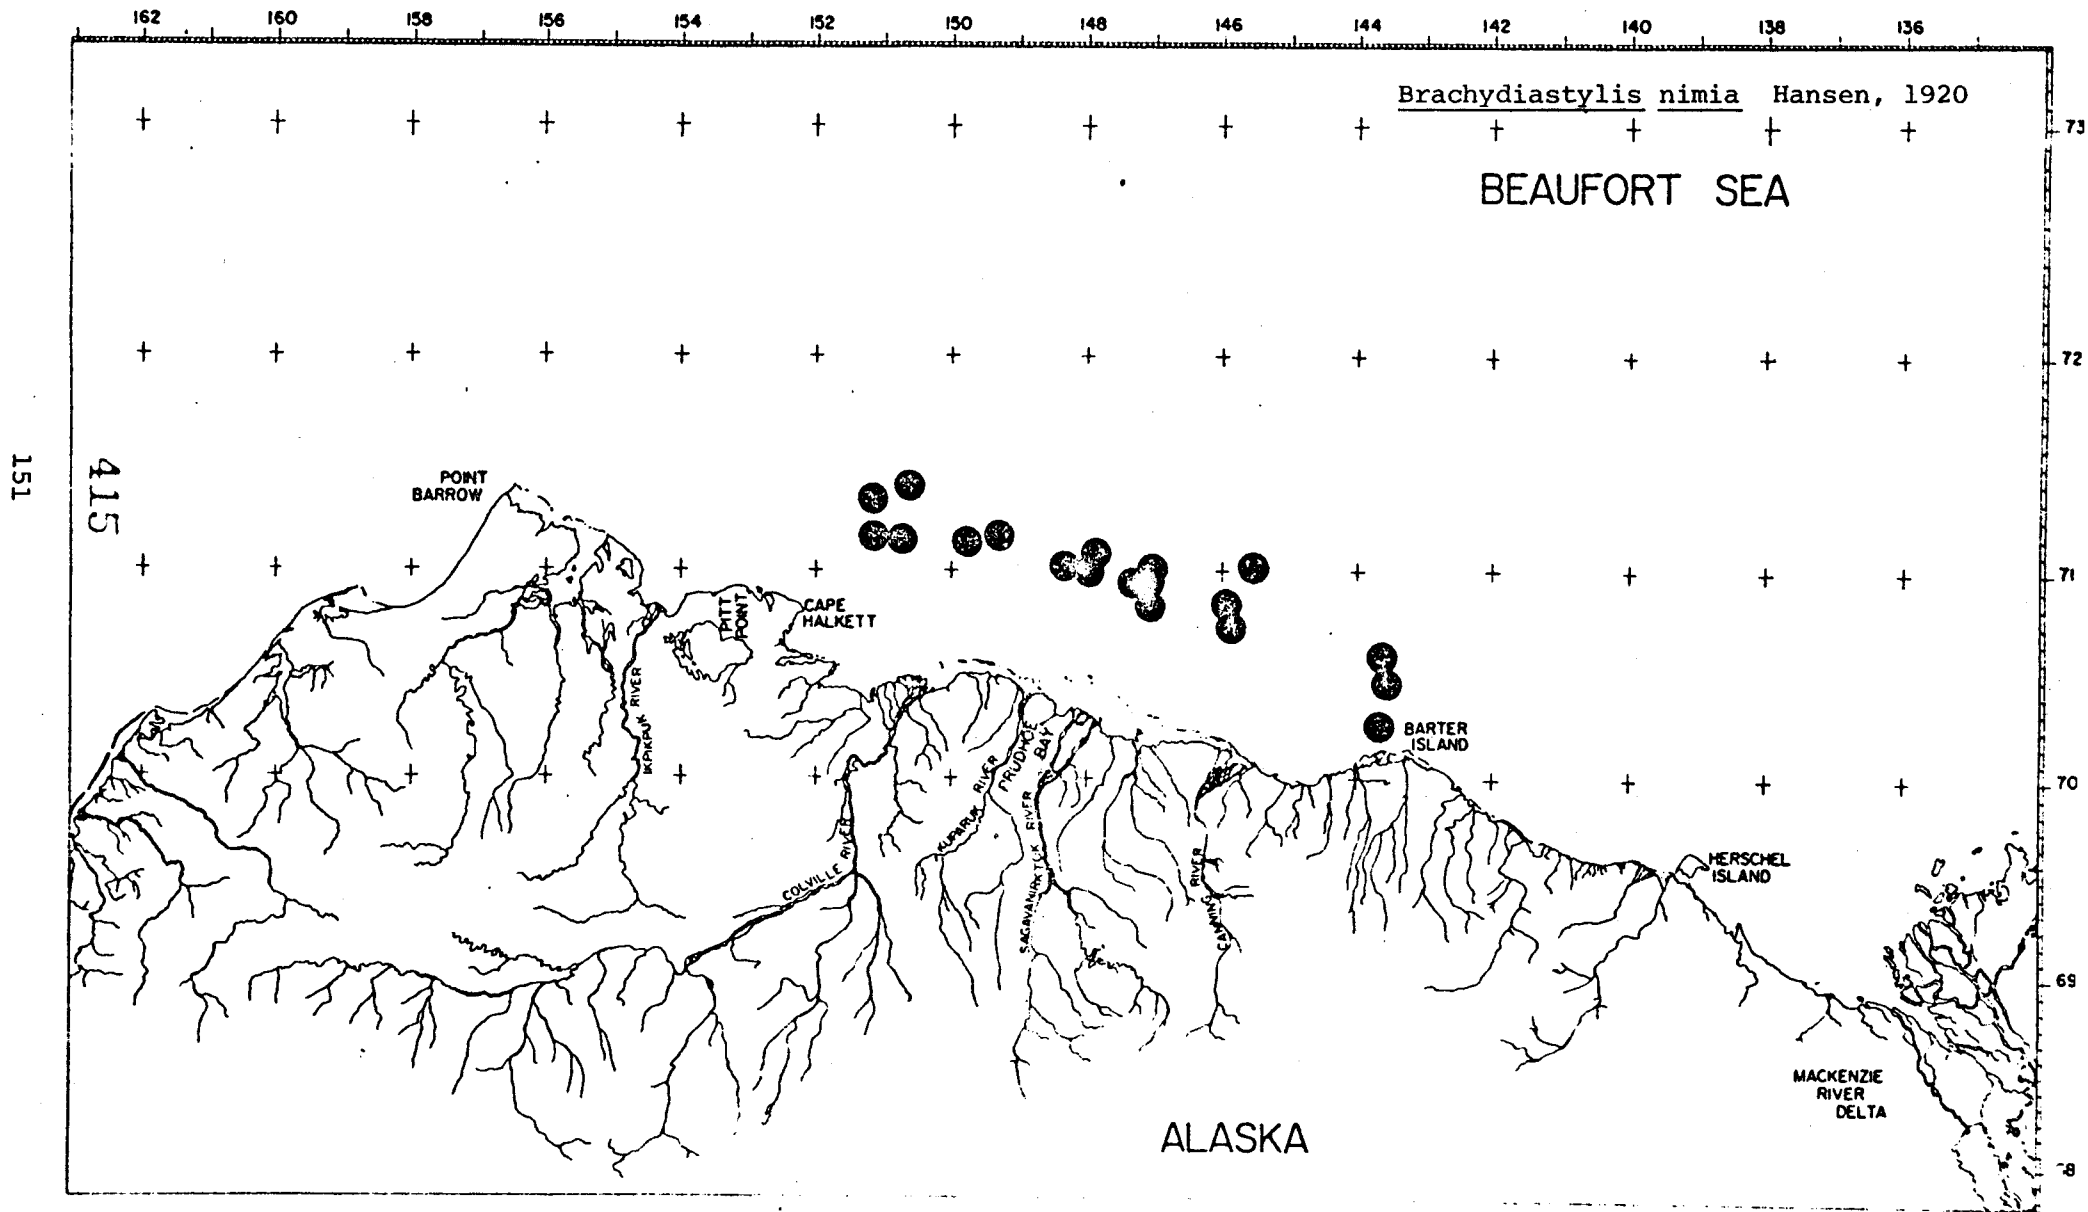 162 160 158 156 154 152 150 148 146 144 142 140 138 136
Brachydiastylis nimia Hansen, 1920
73
BEAUFORT SEA
72
151
415
POINT
BARROW
71
CAPE
HALKETT
PITT
POINT
IKPIKPUK RIVER
BARTER
ISLAND
PRUDHOE
BAY
70
KUPARUK RIVER
SAGAVANIRKTOK RIVER
COLVILLE RIVER
CANNING RIVER
HERSCHEL
ISLAND
69
MACKENZIE
RIVER
DELTA
ALASKA